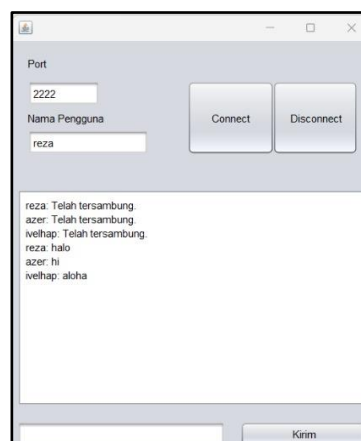 Port
2222
Nama Pengguna
reza
Connect
Disconnect
reza: Telah tersambung.
azer: Telah tersambung.
ivelhap: Telah tersambung.
reza: halo
azer: hi
ivelhap: aloha
Kirim